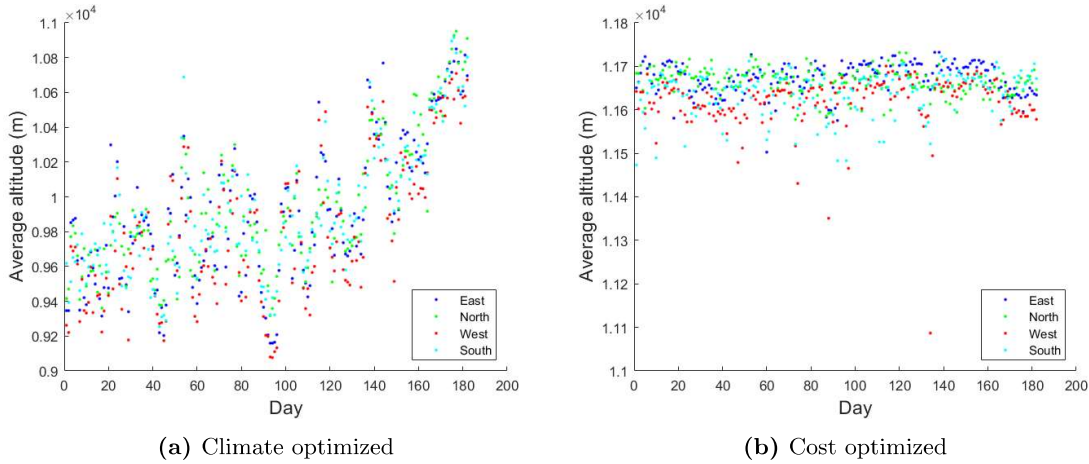 ×10⁴
1.1
1.08
1.06
1.04
1.02
1
0.98
0.96
0.94
0.92
0.9
0 20 40 60 80 100 120 140 160 180 200
Average altitude (m)
Day
East
North
West
South
(a) Climate optimized
×10⁴
1.18
1.17
1.16
1.15
1.14
1.13
1.12
1.11
1.1
0 20 40 60 80 100 120 140 160 180 200
Average altitude (m)
Day
East
North
West
South
(b) Cost optimized